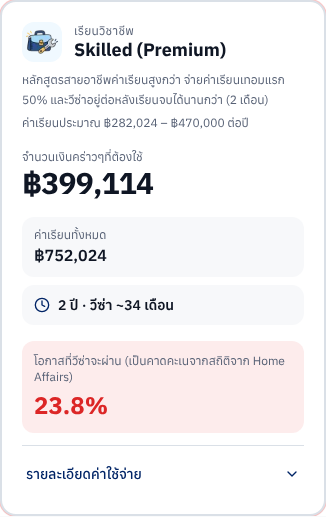 เรียนวิชาชีพ
Skilled (Premium)
หลักสูตรสายอาชีพค่าเรียนสูงกว่า จ่ายค่าเรียนเทอมแรก
50% และวีซ่าอยู่ต่อหลังเรียนจบได้นานกว่า (2 เดือน)
ค่าเรียนประมาณ ฿282,024 – ฿470,000 ต่อปี
จำนวนเงินคร่าวๆที่ต้องใช้
฿399,114
ค่าเรียนทั้งหมด
฿752,024
2 ปี · วีซ่า ~34 เดือน
โอกาสที่วีซ่าจะผ่าน (เป็นคาดคะเนจากสถิติจาก Home
Affairs)
23.8%
รายละเอียดค่าใช้จ่าย